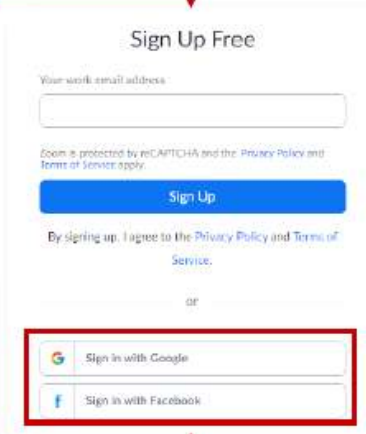 Sign Up Free
Your work email address
Zoom is protected by reCAPTCHA and the Privacy Policy and
Terms of Service apply.
Sign Up
By signing up, I agree to the Privacy Policy and Terms of
Service.
or
Sign in with Google
Sign in with Facebook